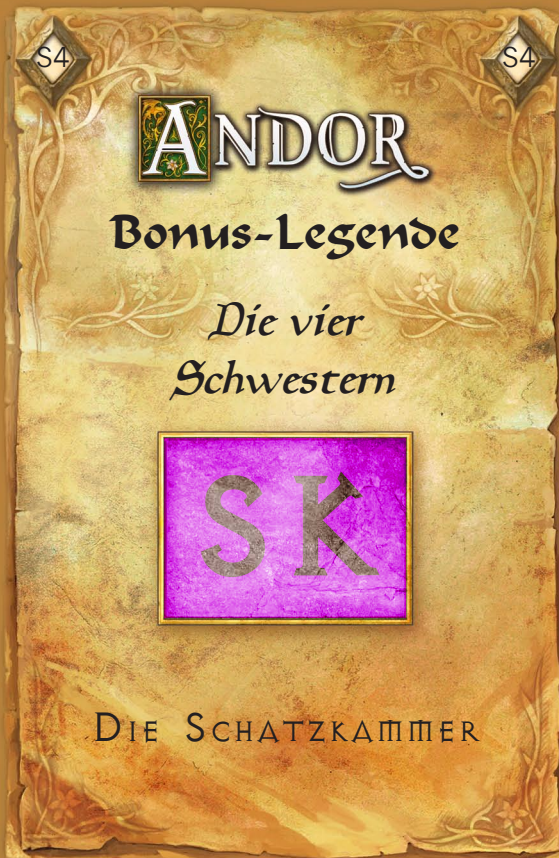 S4 S4
ANDOR
Bonus-Legende
Die vier
Schwestern
SK
Die Schatzkammer